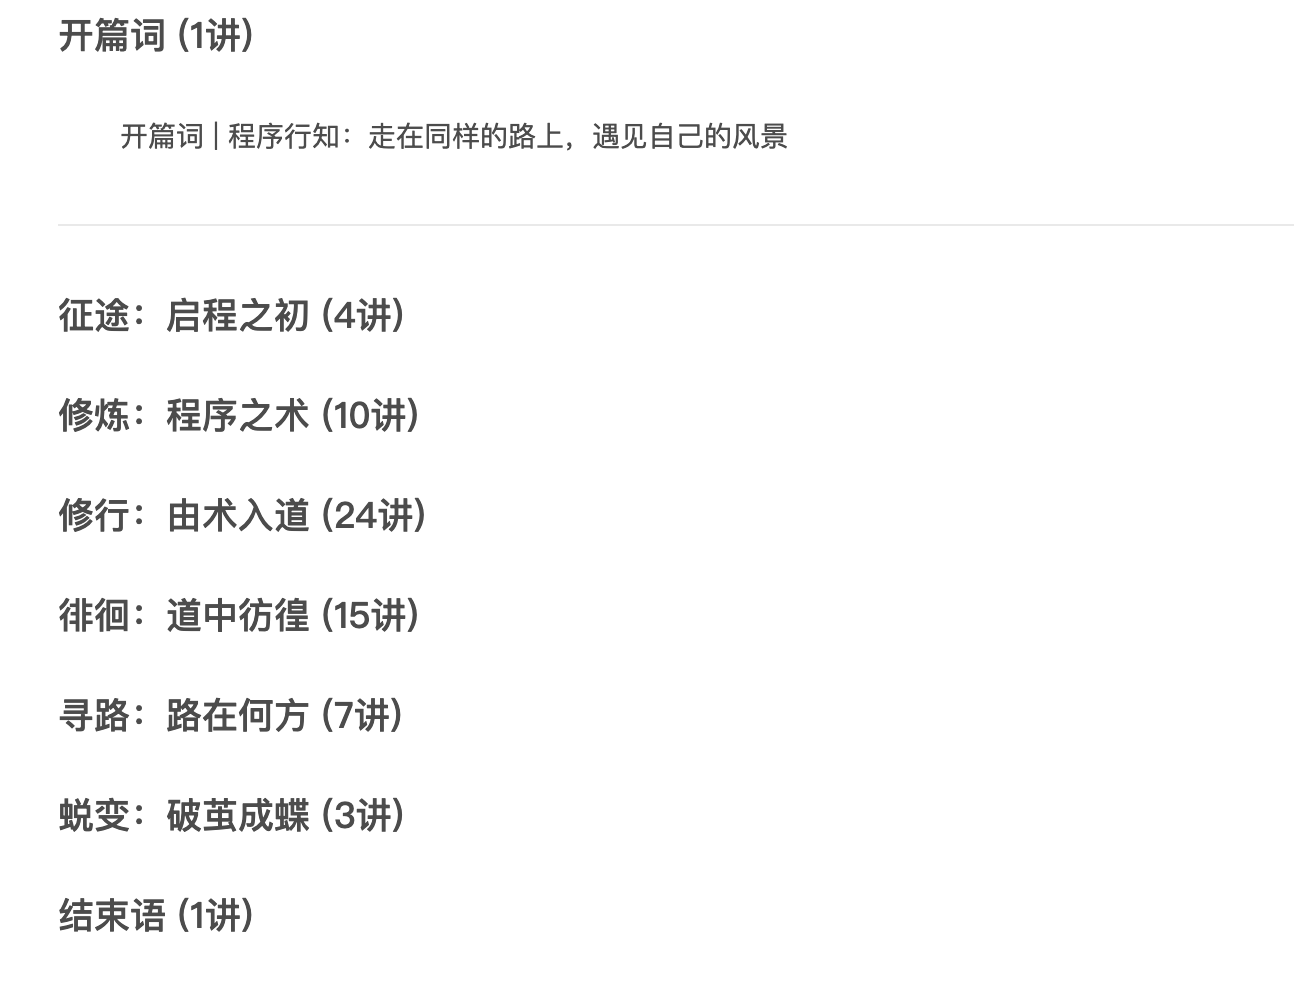 开篇词 (1讲)
开篇词 | 程序行知：走在同样的路上，遇见自己的风景
征途：启程之初 (4讲)
修炼：程序之术 (10讲)
修行：由术入道 (24讲)
徘徊：道中彷徨 (15讲)
寻路：路在何方 (7讲)
蜕变：破茧成蝶 (3讲)
结束语 (1讲)